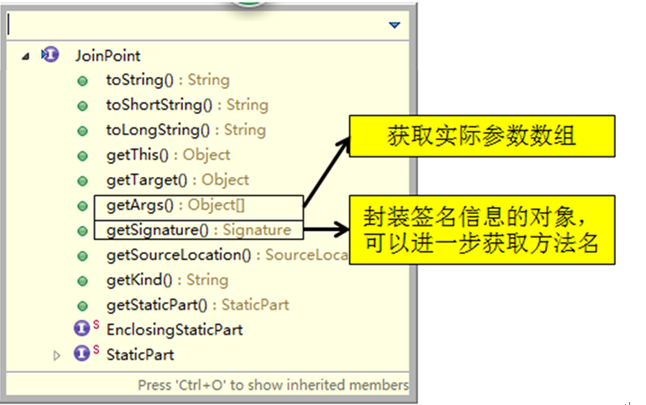 JoinPoint
toString() : String
toShortString() : String
toLongString() : String
getThis() : Object
getTarget() : Object
getArgs() : Object[]
getSignature() : Signature
getSourceLocation() : SourceLoca
getKind() : String
getStaticPart() : StaticPart
S EnclosingStaticPart
S StaticPart
Press 'Ctrl+O' to show inherited members
获取实际参数数组
封装签名信息的对象，
可以进一步获取方法名